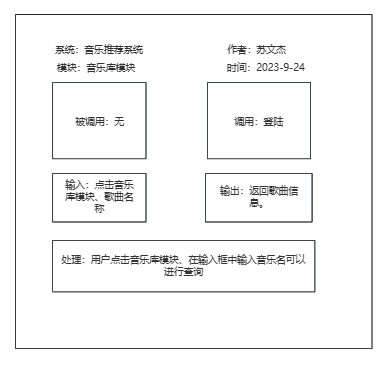 系统：音乐推荐系统
作者：苏文杰
模块：音乐库模块
时间：2023-9-24
被调用：无
调用：登陆
输入：点击音乐
库模块、歌曲名
称
输出：返回歌曲信
息。
处理：用户点击音乐库模块、在输入框中输入音乐名可以
进行查询